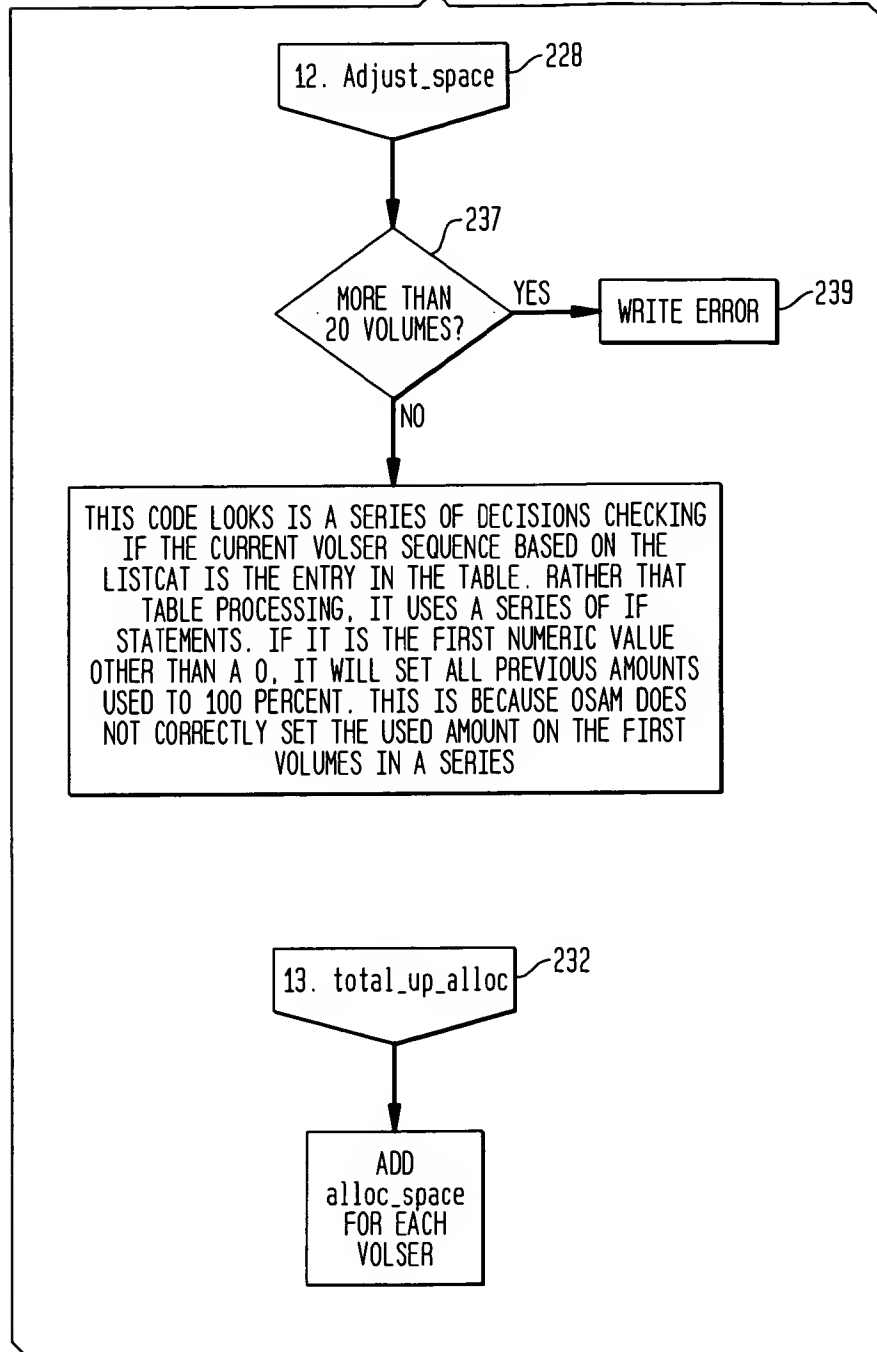 12. Adjust_space
228
237
MORE THAN
20 VOLUMES?
YES
WRITE ERROR
239
NO
THIS CODE LOOKS IS A SERIES OF DECISIONS CHECKING
IF THE CURRENT VOLSER SEQUENCE BASED ON THE
LISTCAT IS THE ENTRY IN THE TABLE. RATHER THAT
TABLE PROCESSING, IT USES A SERIES OF IF
STATEMENTS. IF IT IS THE FIRST NUMERIC VALUE
OTHER THAN A 0, IT WILL SET ALL PREVIOUS AMOUNTS
USED TO 100 PERCENT. THIS IS BECAUSE OSAM DOES
NOT CORRECTLY SET THE USED AMOUNT ON THE FIRST
VOLUMES IN A SERIES
13. total_up_alloc
232
ADD
alloc_space
FOR EACH
VOLSER